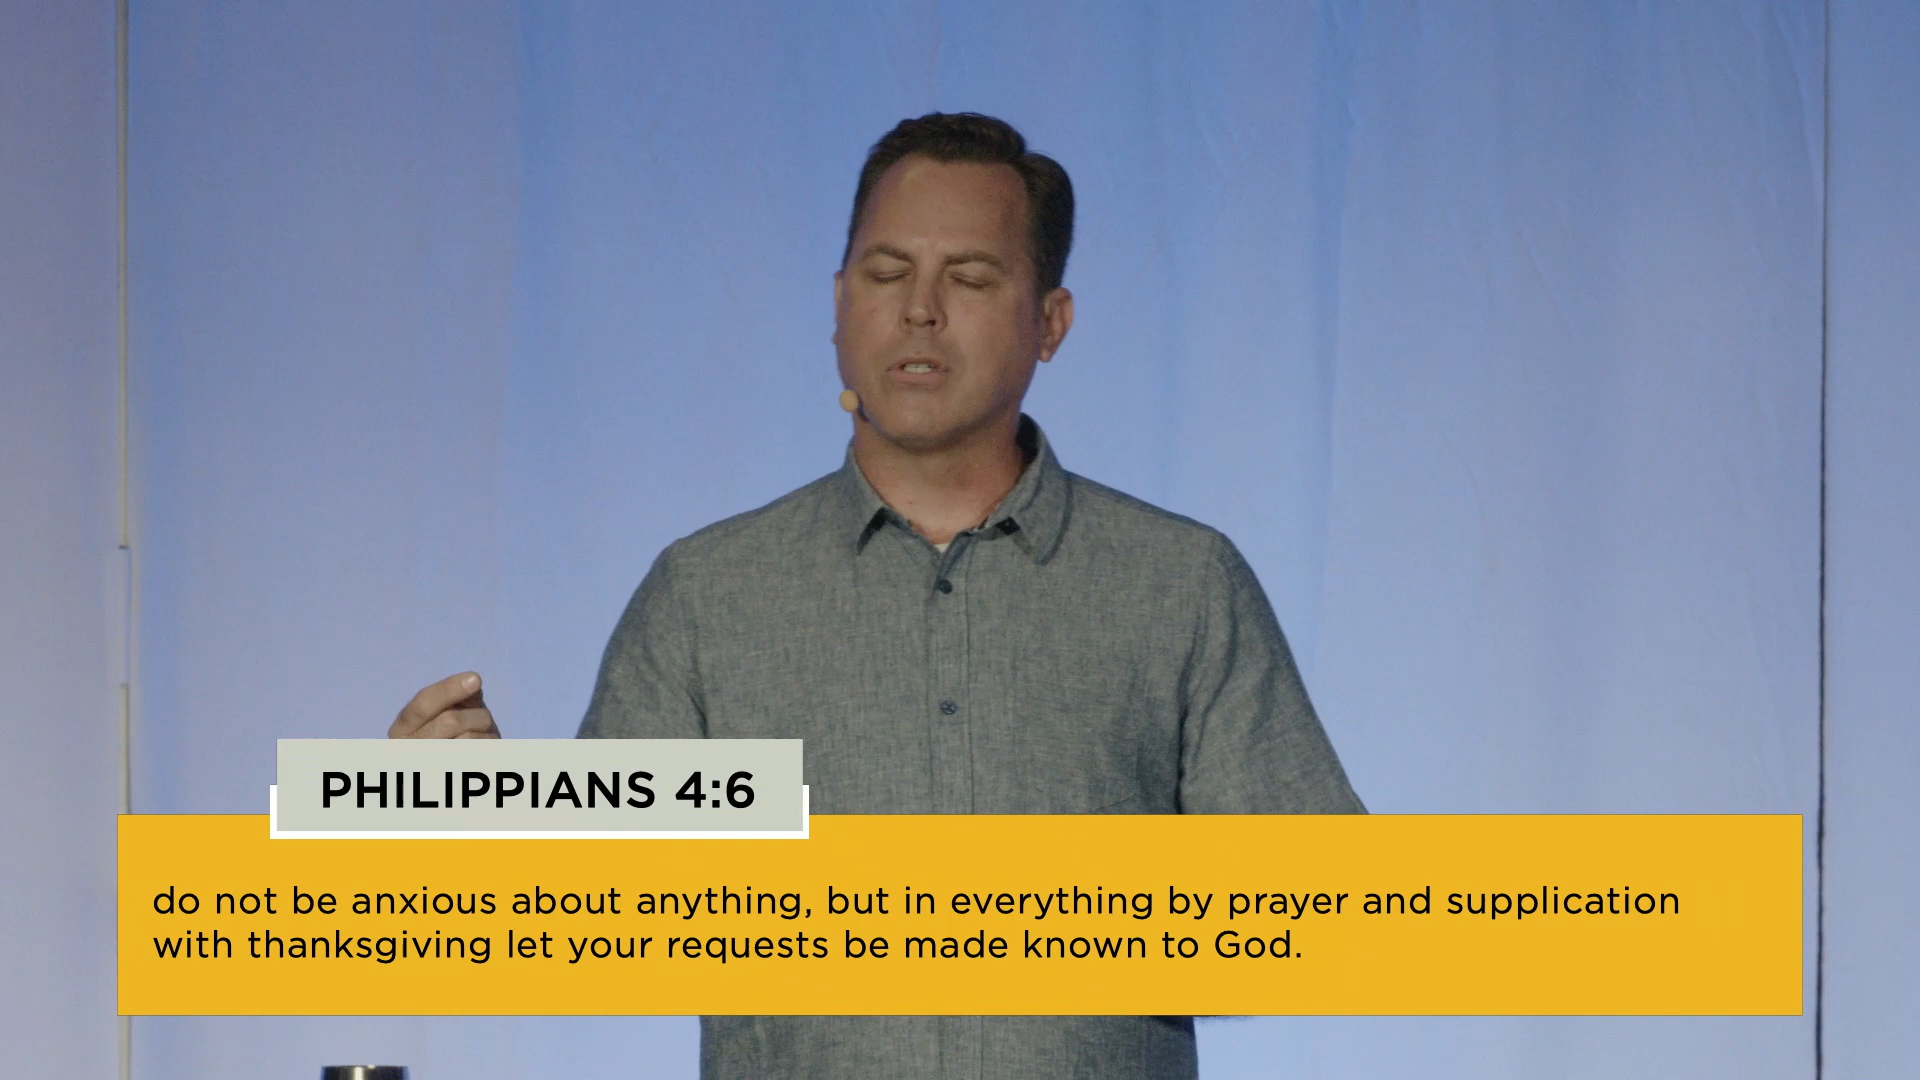 PHILIPPIANS 4:6
do not be anxious about anything, but in everything by prayer and supplication
with thanksgiving let your requests be made known to God.